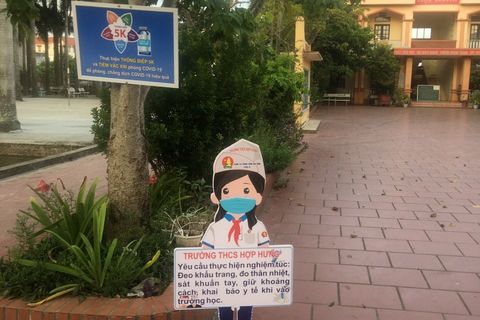 5K
Thực hiện THÔNG ĐIỆP 5K
và TIÊM VẮC XIN phòng COVID-19
để phòng, chống dịch COVID-19 hiệu quả
TRƯỜNG THCS HỢP HƯNG
Yêu cầu thực hiện nghiêm túc:
Đeo khẩu trang, đo thân nhiệt,
sát khuẩn tay, giữ khoảng
cách, khai báo y tế khi vào
trường học.